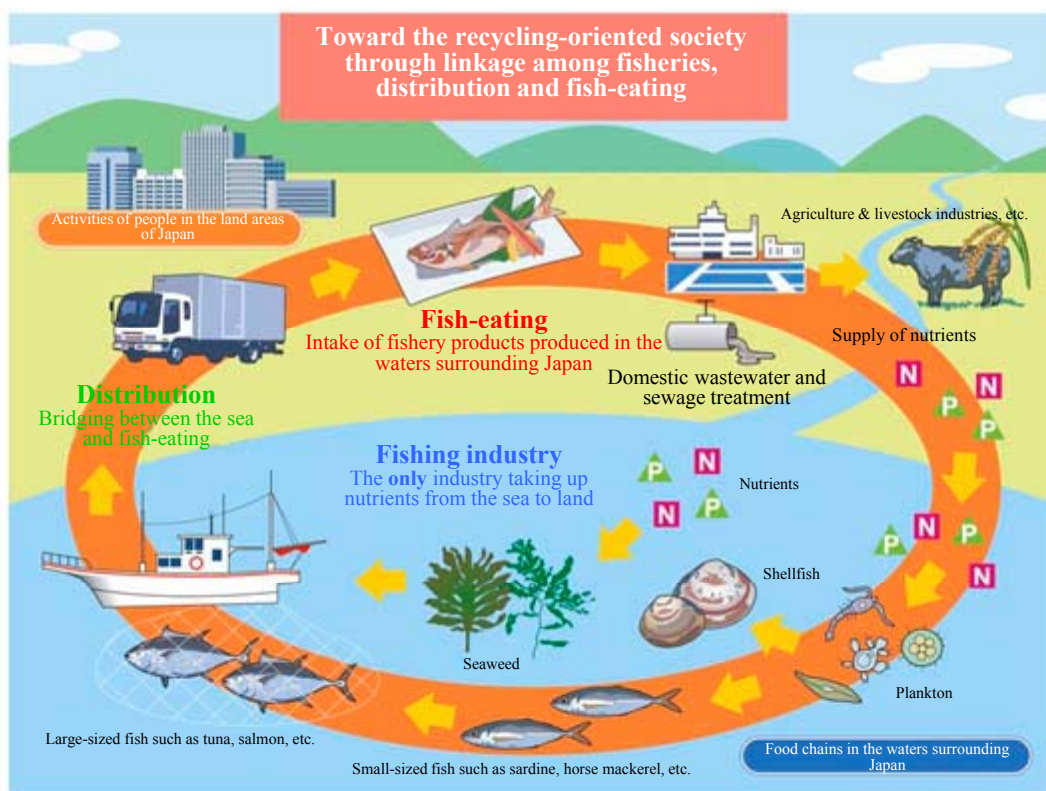 Toward the recycling-oriented society
through linkage among fisheries,
distribution and fish-eating
Activities of people in the land areas
of Japan
Agriculture & livestock industries, etc.
Fish-eating
Intake of fishery products produced in the
waters surrounding Japan
Supply of nutrients
Domestic wastewater and
sewage treatment
Distribution
Bridging between the sea
and fish-eating
N
N
P
P
Fishing industry
The only industry taking up
nutrients from the sea to land
P
N
N
P
Nutrients
N
P
P
N
Shellfish
Seaweed
Plankton
Large-sized fish such as tuna, salmon, etc.
Small-sized fish such as sardine, horse mackerel, etc.
Food chains in the waters surrounding
Japan